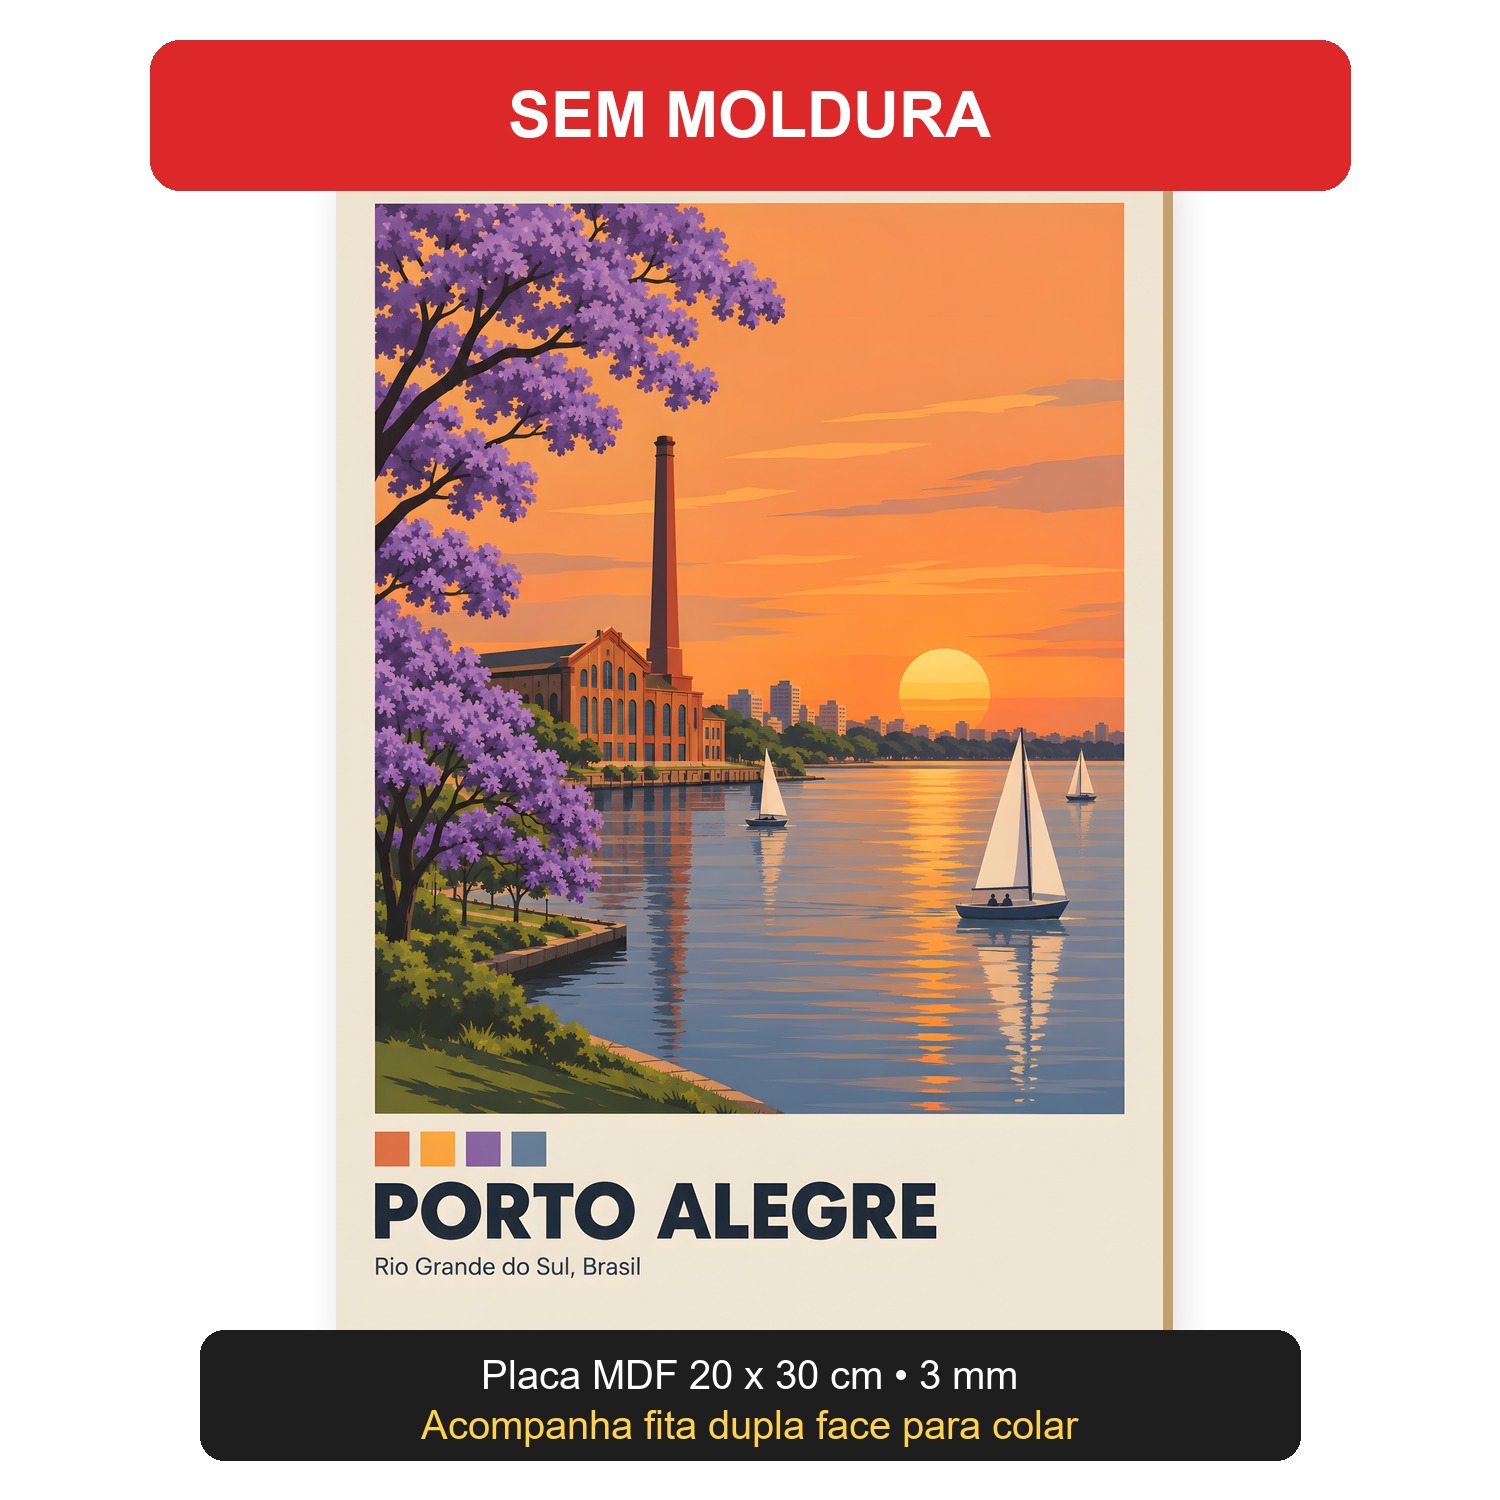 SEM MOLDURA
PORTO ALEGRE
Rio Grande do Sul, Brasil
Placa MDF 20 x 30 cm • 3 mm
Acompanha fita dupla face para colar